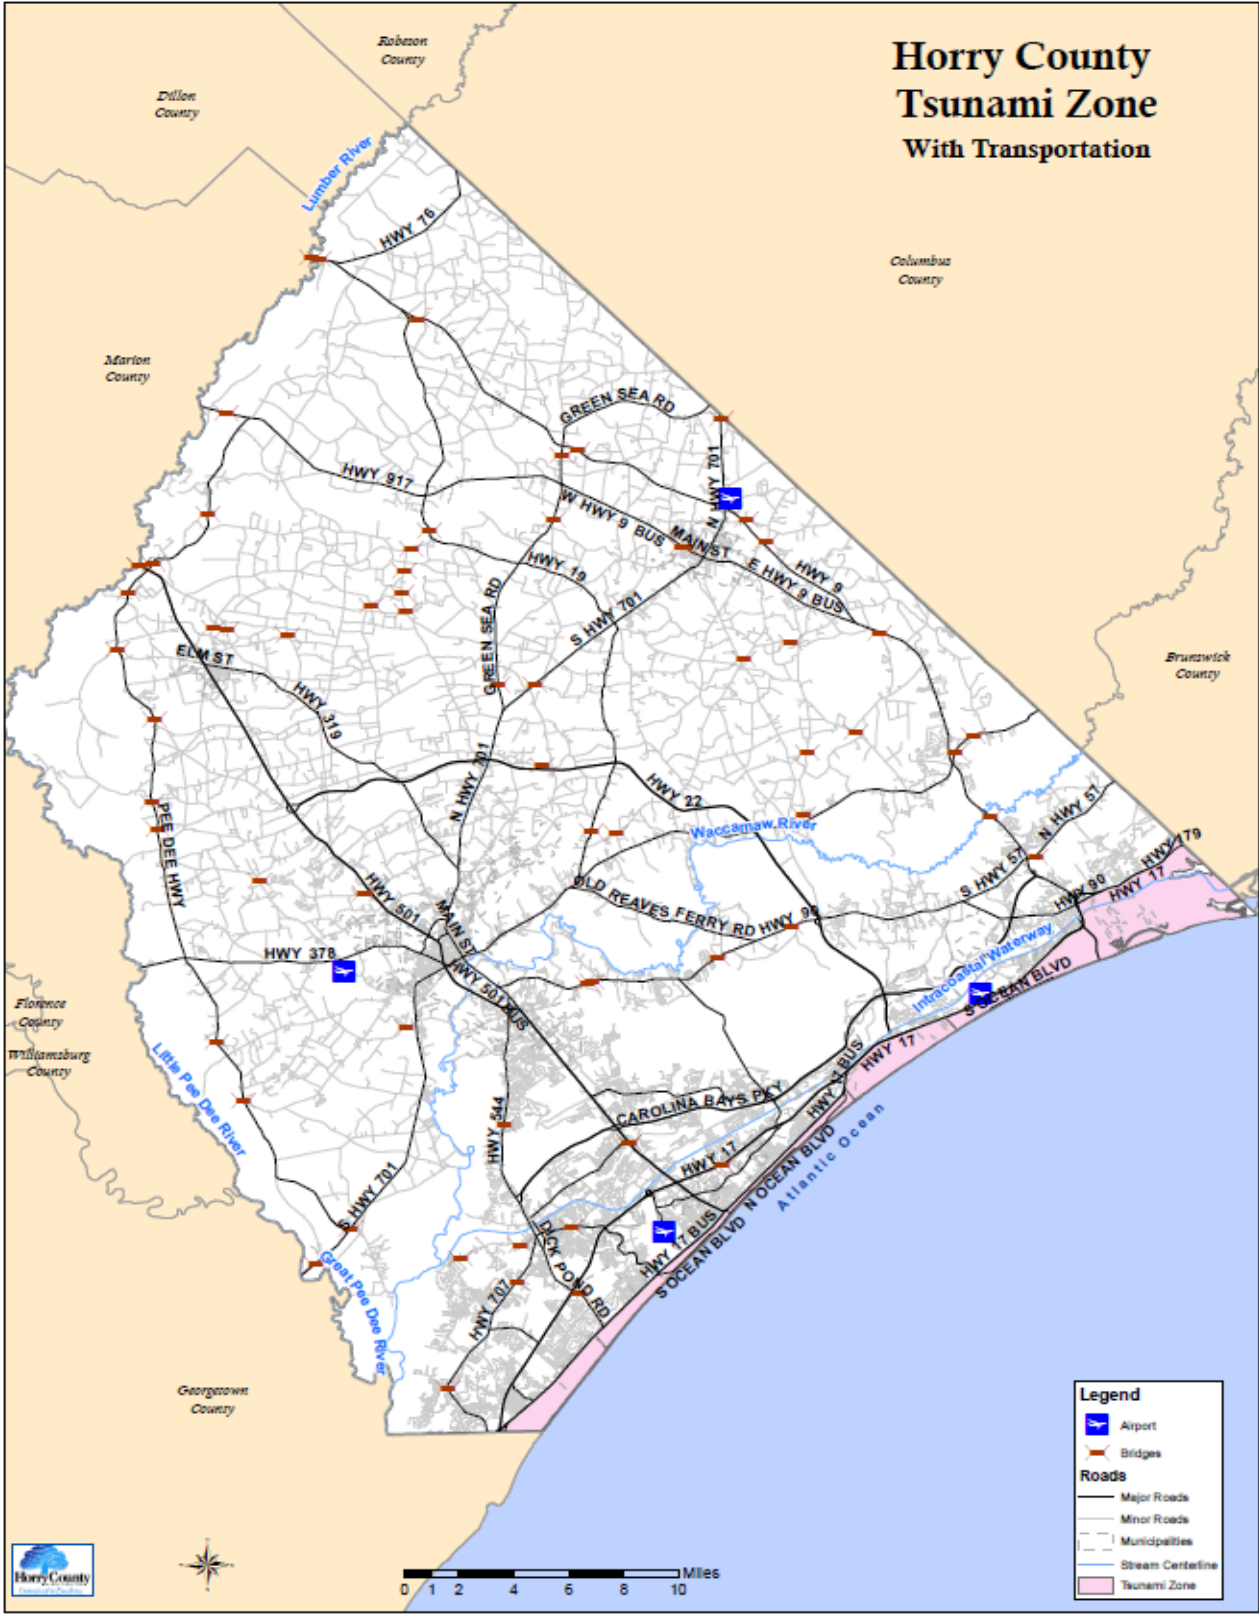 Horry County
Tsunami Zone
With Transportation
Robeson
County
Dillon
County
Lumber River
HWY 76
Columbus
County
Marion
County
GREEN SEA RD
N HWY 701
HWY 917
W HWY 9 BUS
MAIN ST
HWY 9
E HWY 9 BUS
HWY 19
GREEN SEA RD
S HWY 701
ELM ST
HWY 319
Brunswick
County
N HWY 701
HWY 22
Waccamaw River
N HWY 57
PEE DEE HWY
HWY 179
S HWY 57
HWY 90
HWY 17
HWY 501
MAIN ST
OLD REAVES FERRY RD
HWY 90
HWY 378
HWY 501 BUS
Intracoastal Waterway
S OCEAN BLVD
Florence
County
Williamsburg
County
Little Pee Dee River
HWY 17
HWY 17 BUS
CAROLINA BAYS PKY
HWY 544
HWY 17
N OCEAN BLVD
Atlantic Ocean
S HWY 701
DICK POND RD
HWY 17 BUS
S OCEAN BLVD
Great Pee Dee River
HWY 707
Georgetown
County
Legend
Airport
Bridges
Roads
Major Roads
Minor Roads
Municipalities
Stream Centerline
Tsunami Zone
Horry County
Miles
0 1 2 4 6 8 10